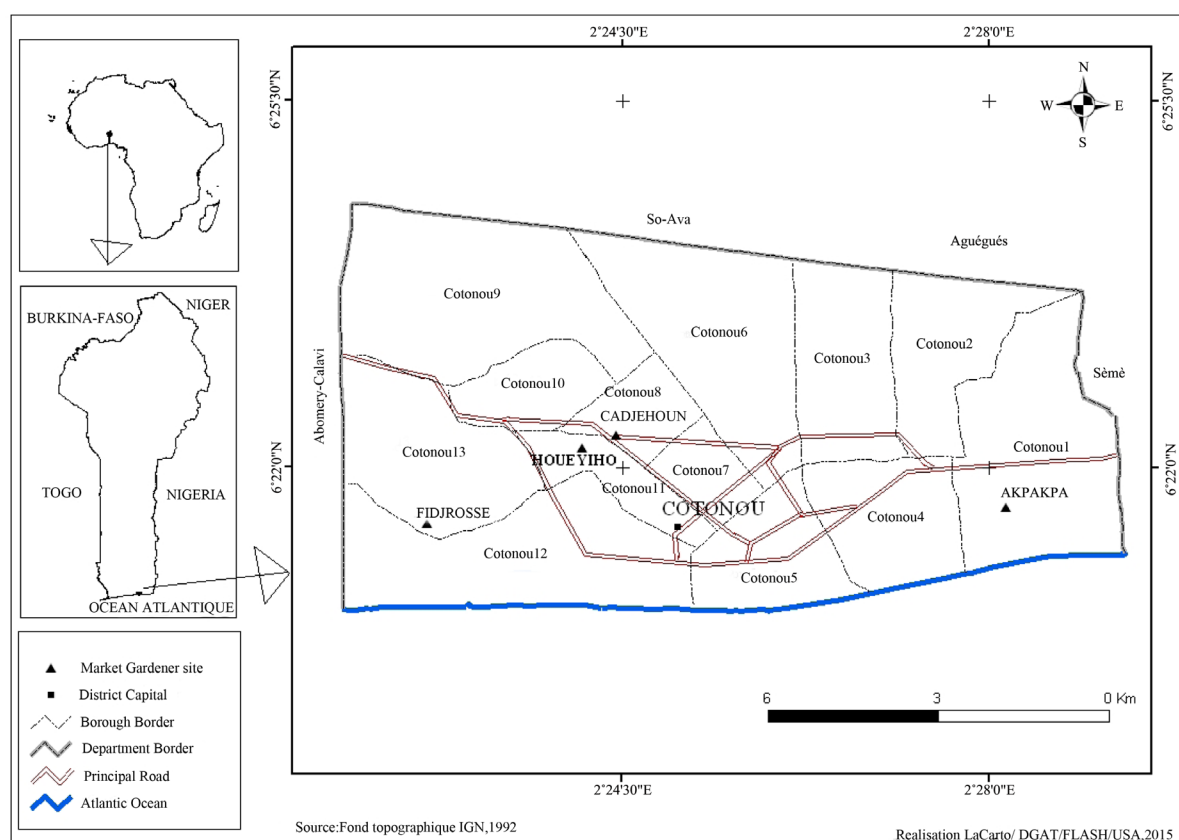 2°24'30"E
2°28'0"E
6°25'30"N
6°25'30"N
N
W
E
S
So-Ava
Aguégués
BURKINA-FASO
NIGER
TOGO
NIGERIA
OCEAN ATLANTIQUE
Cotonou9
Cotonou6
Cotonou3
Cotonou2
Sèmè
Abomery-Calavi
Cotonou10
Cotonou8
CADJEHOUN
Cotonou13
HOUEYIHO
Cotonou7
Cotonou1
6°22'0"N
6°22'0"N
Cotonou11
AKPAKPA
FIDJROSSE
COTONOU
Cotonou4
Cotonou12
Cotonou5
Market Gardener site
District Capital
Borough Border
Department Border
Principal Road
Atlantic Ocean
6
3
0 Km
2°24'30"E
2°28'0"E
Source:Fond topographique IGN,1992
Realisation LaCarto/ DGAT/FLASH/USA,2015